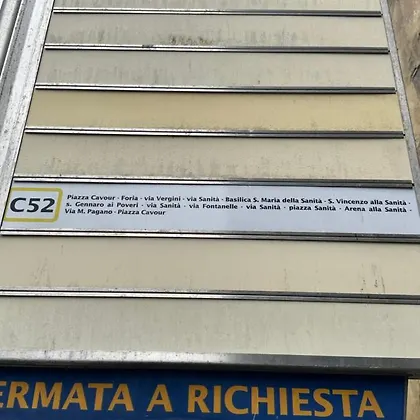 C52
Piazza Cavour · Foria · via Vergini · via Sanità · Basilica S. Maria della Sanità · S. Vincenzo alla Sanità ·
s. Gennaro ai Poveri · via Sanità · via Fontanelle · via Sanità · piazza Sanità · Arena alla Sanità ·
Via M. Pagano · Piazza Cavour
ERMATA A RICHIESTA